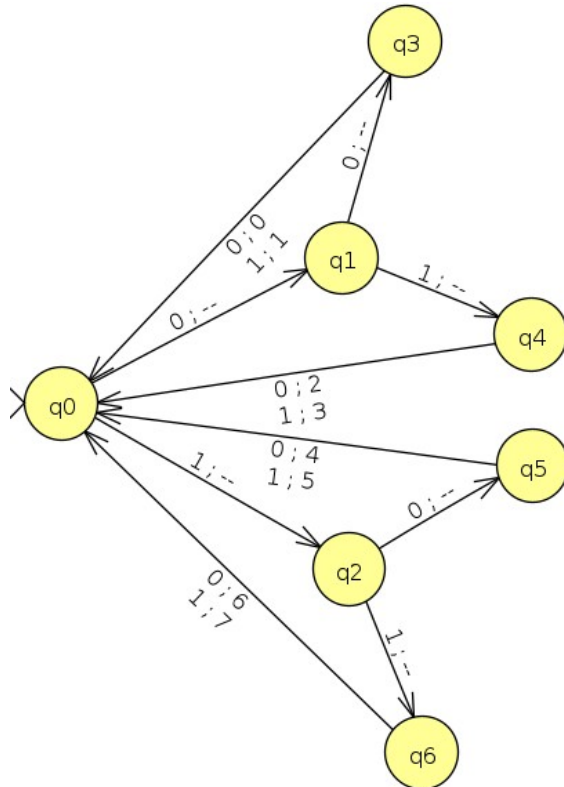 q3
0 ; --
0 ; 0
1 ; 1
q1
1 ; --
0 ; --
q4
0 ; 2
1 ; 3
q0
0 ; 4
1 ; 5
q5
1 ; --
0 ; --
q2
0 ; 6
1 ; 7
1 ; --
q6